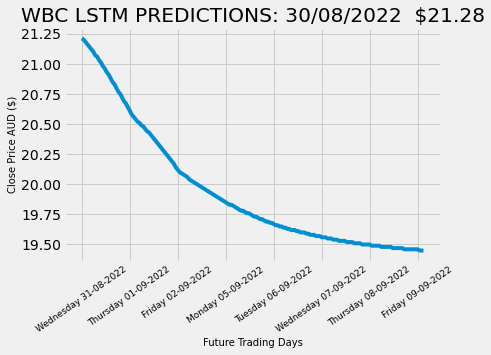 WBC LSTM PREDICTIONS: 30/08/2022  $21.28
21.25
21.00
20.75
20.50
20.25
20.00
19.75
19.50
Close Price AUD ($)
Wednesday 31-08-2022
Thursday 01-09-2022
Friday 02-09-2022
Monday 05-09-2022
Tuesday 06-09-2022
Wednesday 07-09-2022
Thursday 08-09-2022
Friday 09-09-2022
Future Trading Days